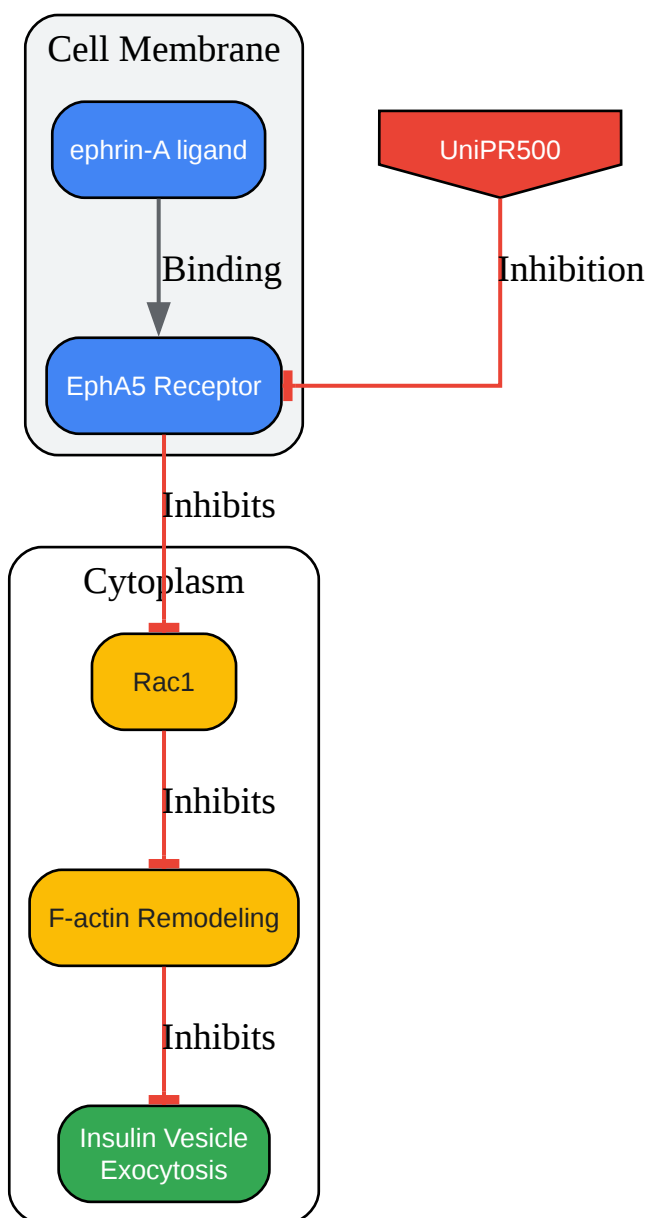 Cell Membrane
ephrin-A ligand
UniPR500
Binding
Inhibition
EphA5 Receptor
Inhibits
Cytoplasm
Rac1
Inhibits
F-actin Remodeling
Inhibits
Insulin Vesicle
Exocytosis